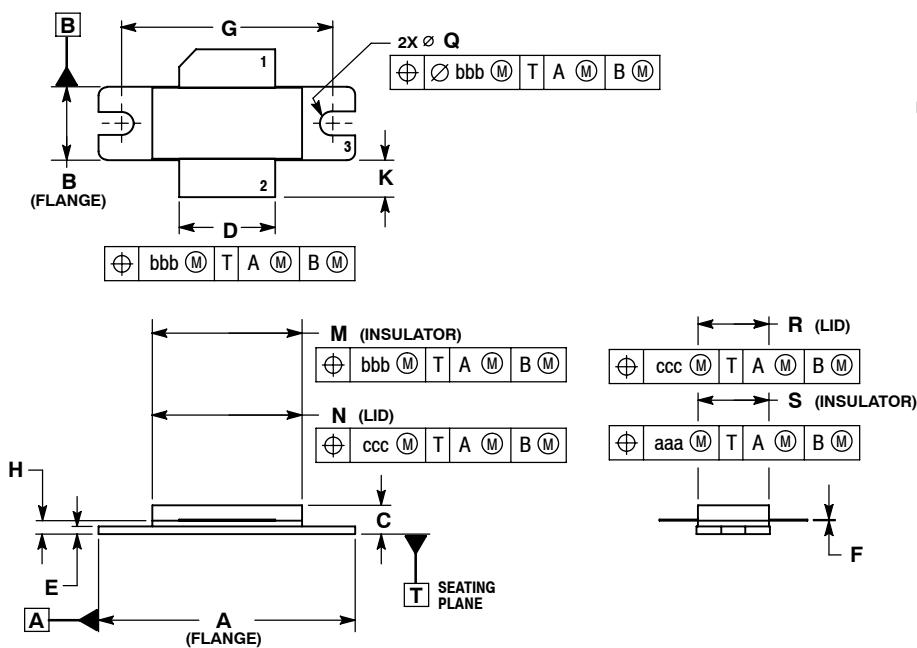 B
G
2X ⌀ Q
⌖ ⌀ bbb Ⓜ T A Ⓜ B Ⓜ
1
3
B
(FLANGE)
K
2
D
⌖ bbb Ⓜ T A Ⓜ B Ⓜ
M (INSULATOR)
⌖ bbb Ⓜ T A Ⓜ B Ⓜ
R (LID)
⌖ ccc Ⓜ T A Ⓜ B Ⓜ
N (LID)
⌖ ccc Ⓜ T A Ⓜ B Ⓜ
S (INSULATOR)
⌖ aaa Ⓜ T A Ⓜ B Ⓜ
H
C
E
F
T SEATING
PLANE
A
A
(FLANGE)